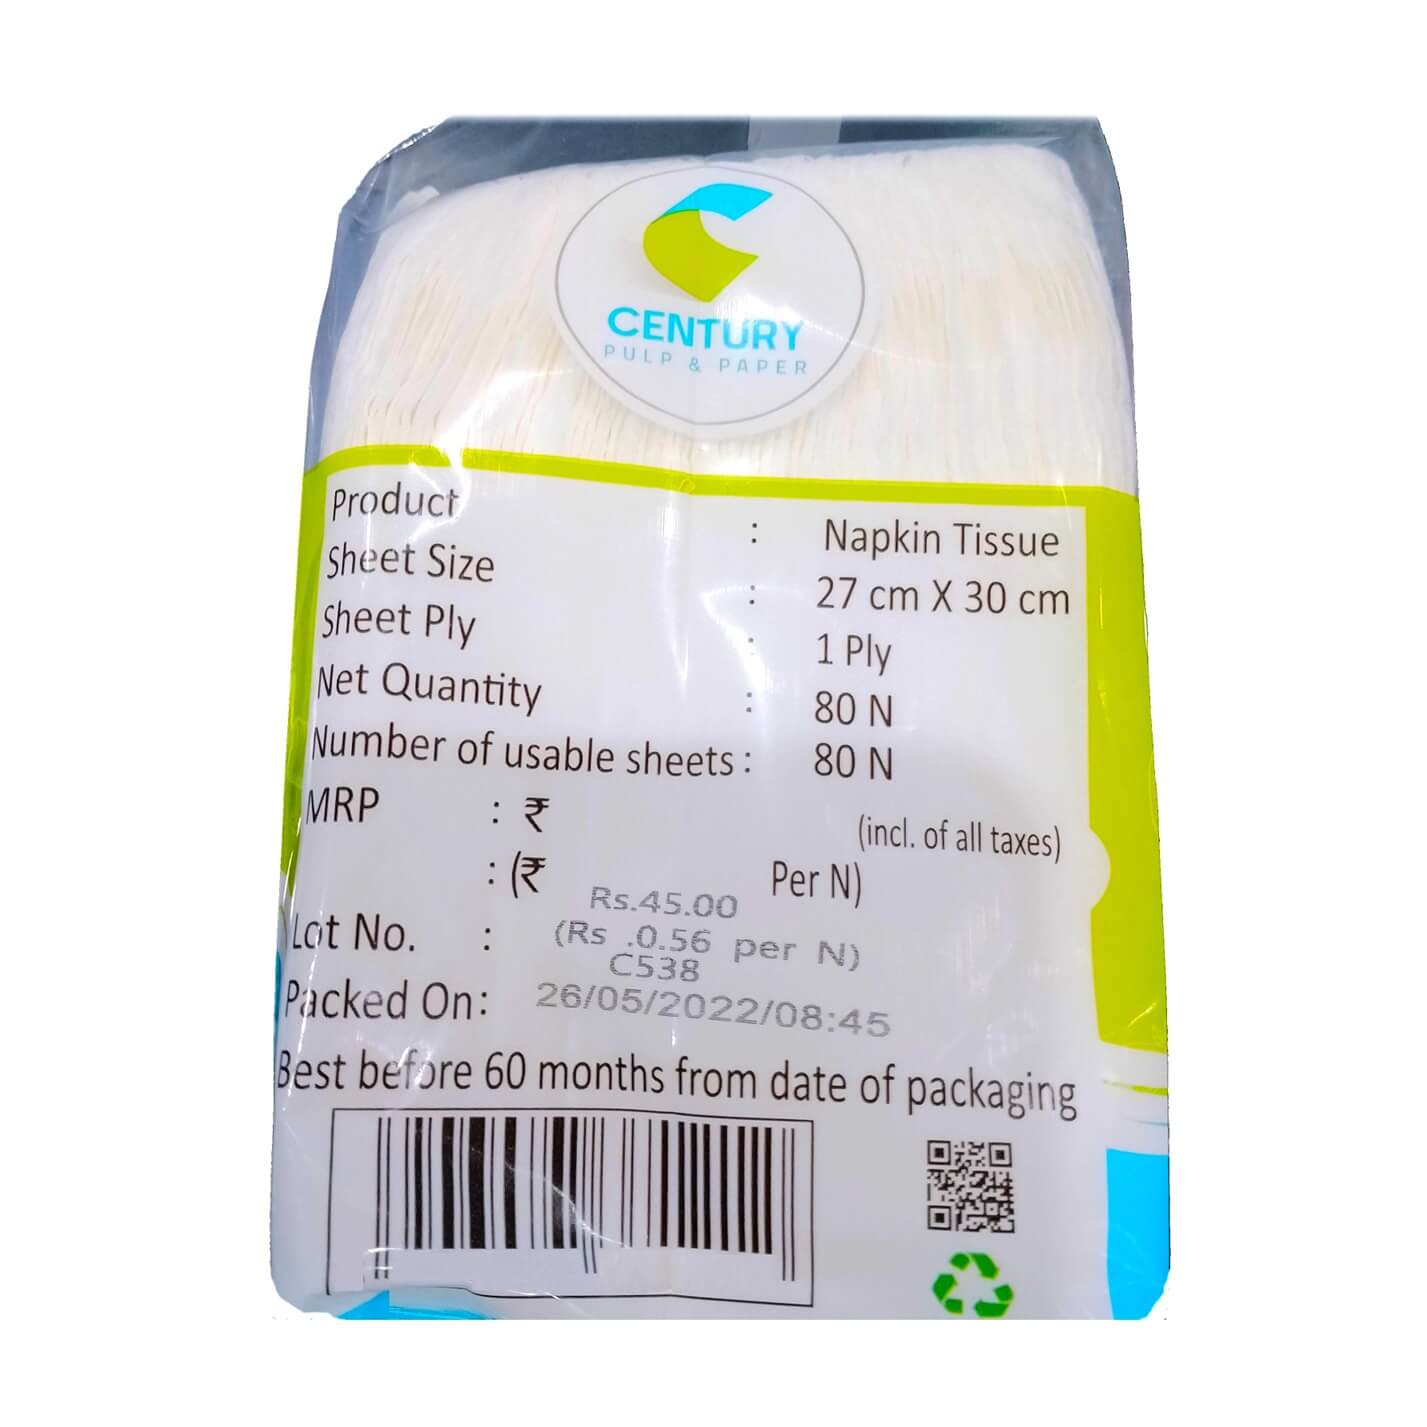 CENTURY
PULP & PAPER
Product : Napkin Tissue
Sheet Size : 27 cm X 30 cm
Sheet Ply : 1 Ply
Net Quantity : 80 N
Number of usable sheets : 80 N
MRP : ₹ (incl. of all taxes)
: (₹ Per N)
Rs.45.00
(Rs .0.56 per N)
Lot No. : C538
Packed On: 26/05/2022/08:45
Best before 60 months from date of packaging